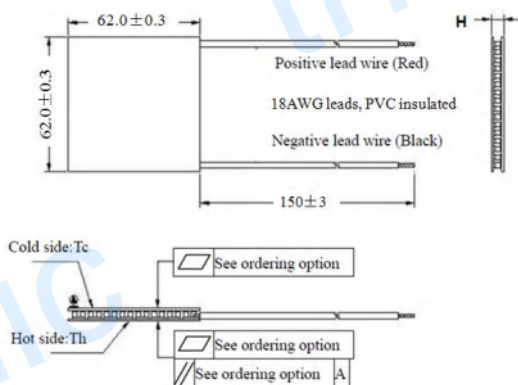 62.0±0.3
H
Positive lead wire (Red)
62.0±0.3
18AWG leads, PVC insulated
Negative lead wire (Black)
150±3
Cold side:Tc
See ordering option
Hot side:Th
See ordering option
See ordering option A